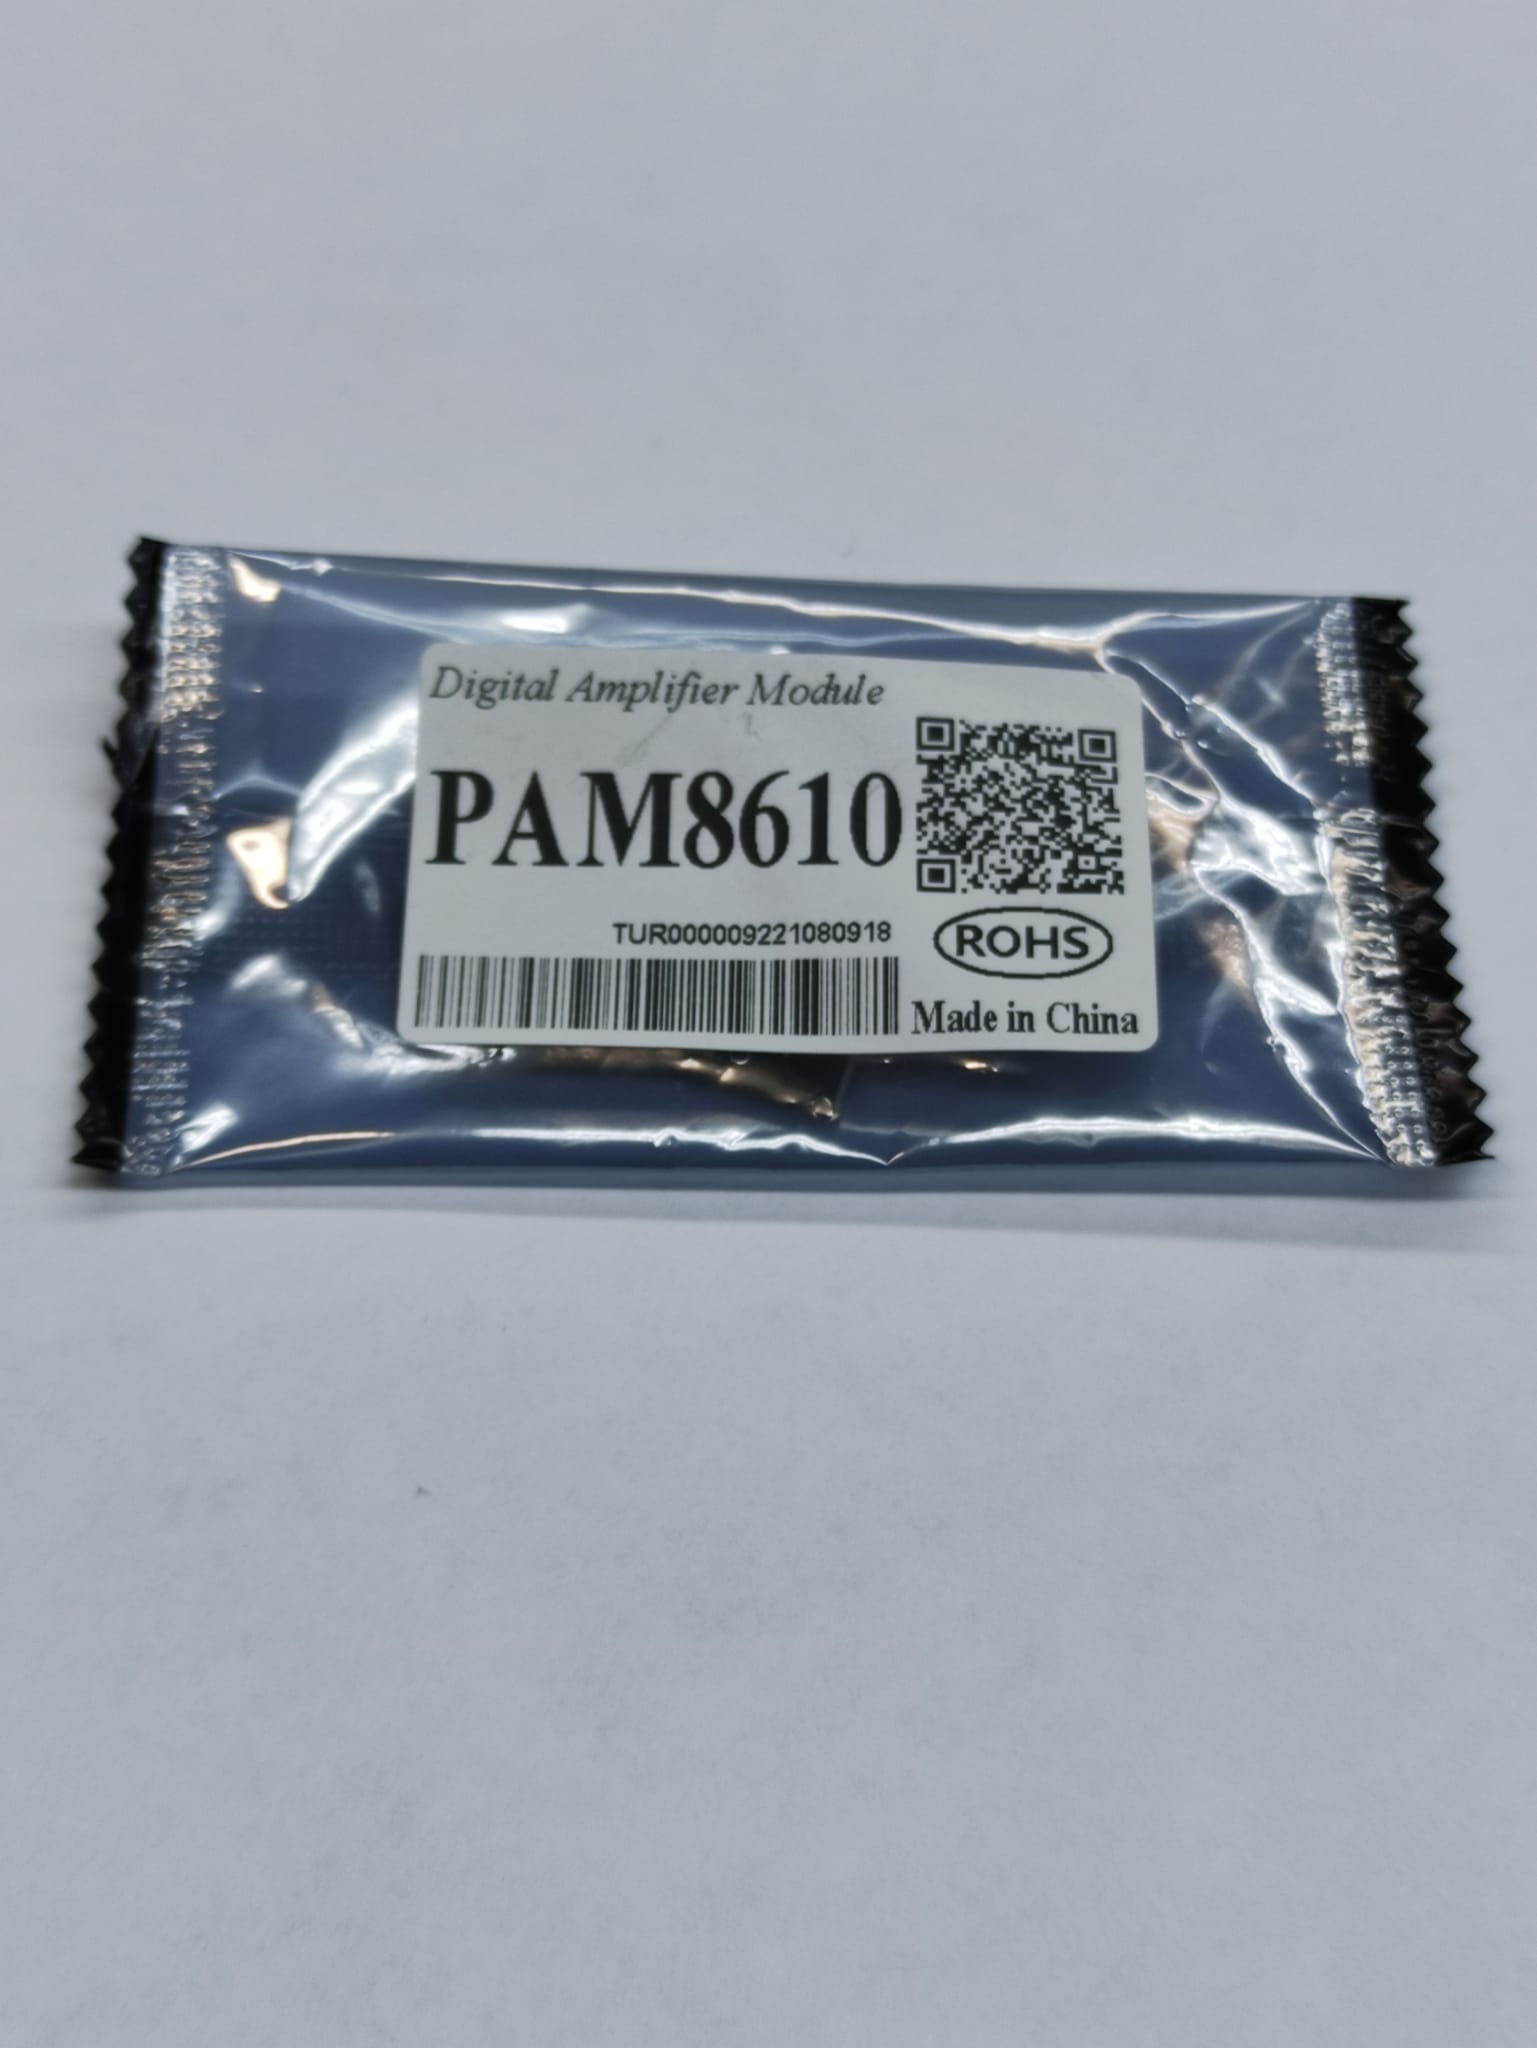 Digital Amplifier Module
PAM8610
TUR000009221080918
ROHS
Made in China